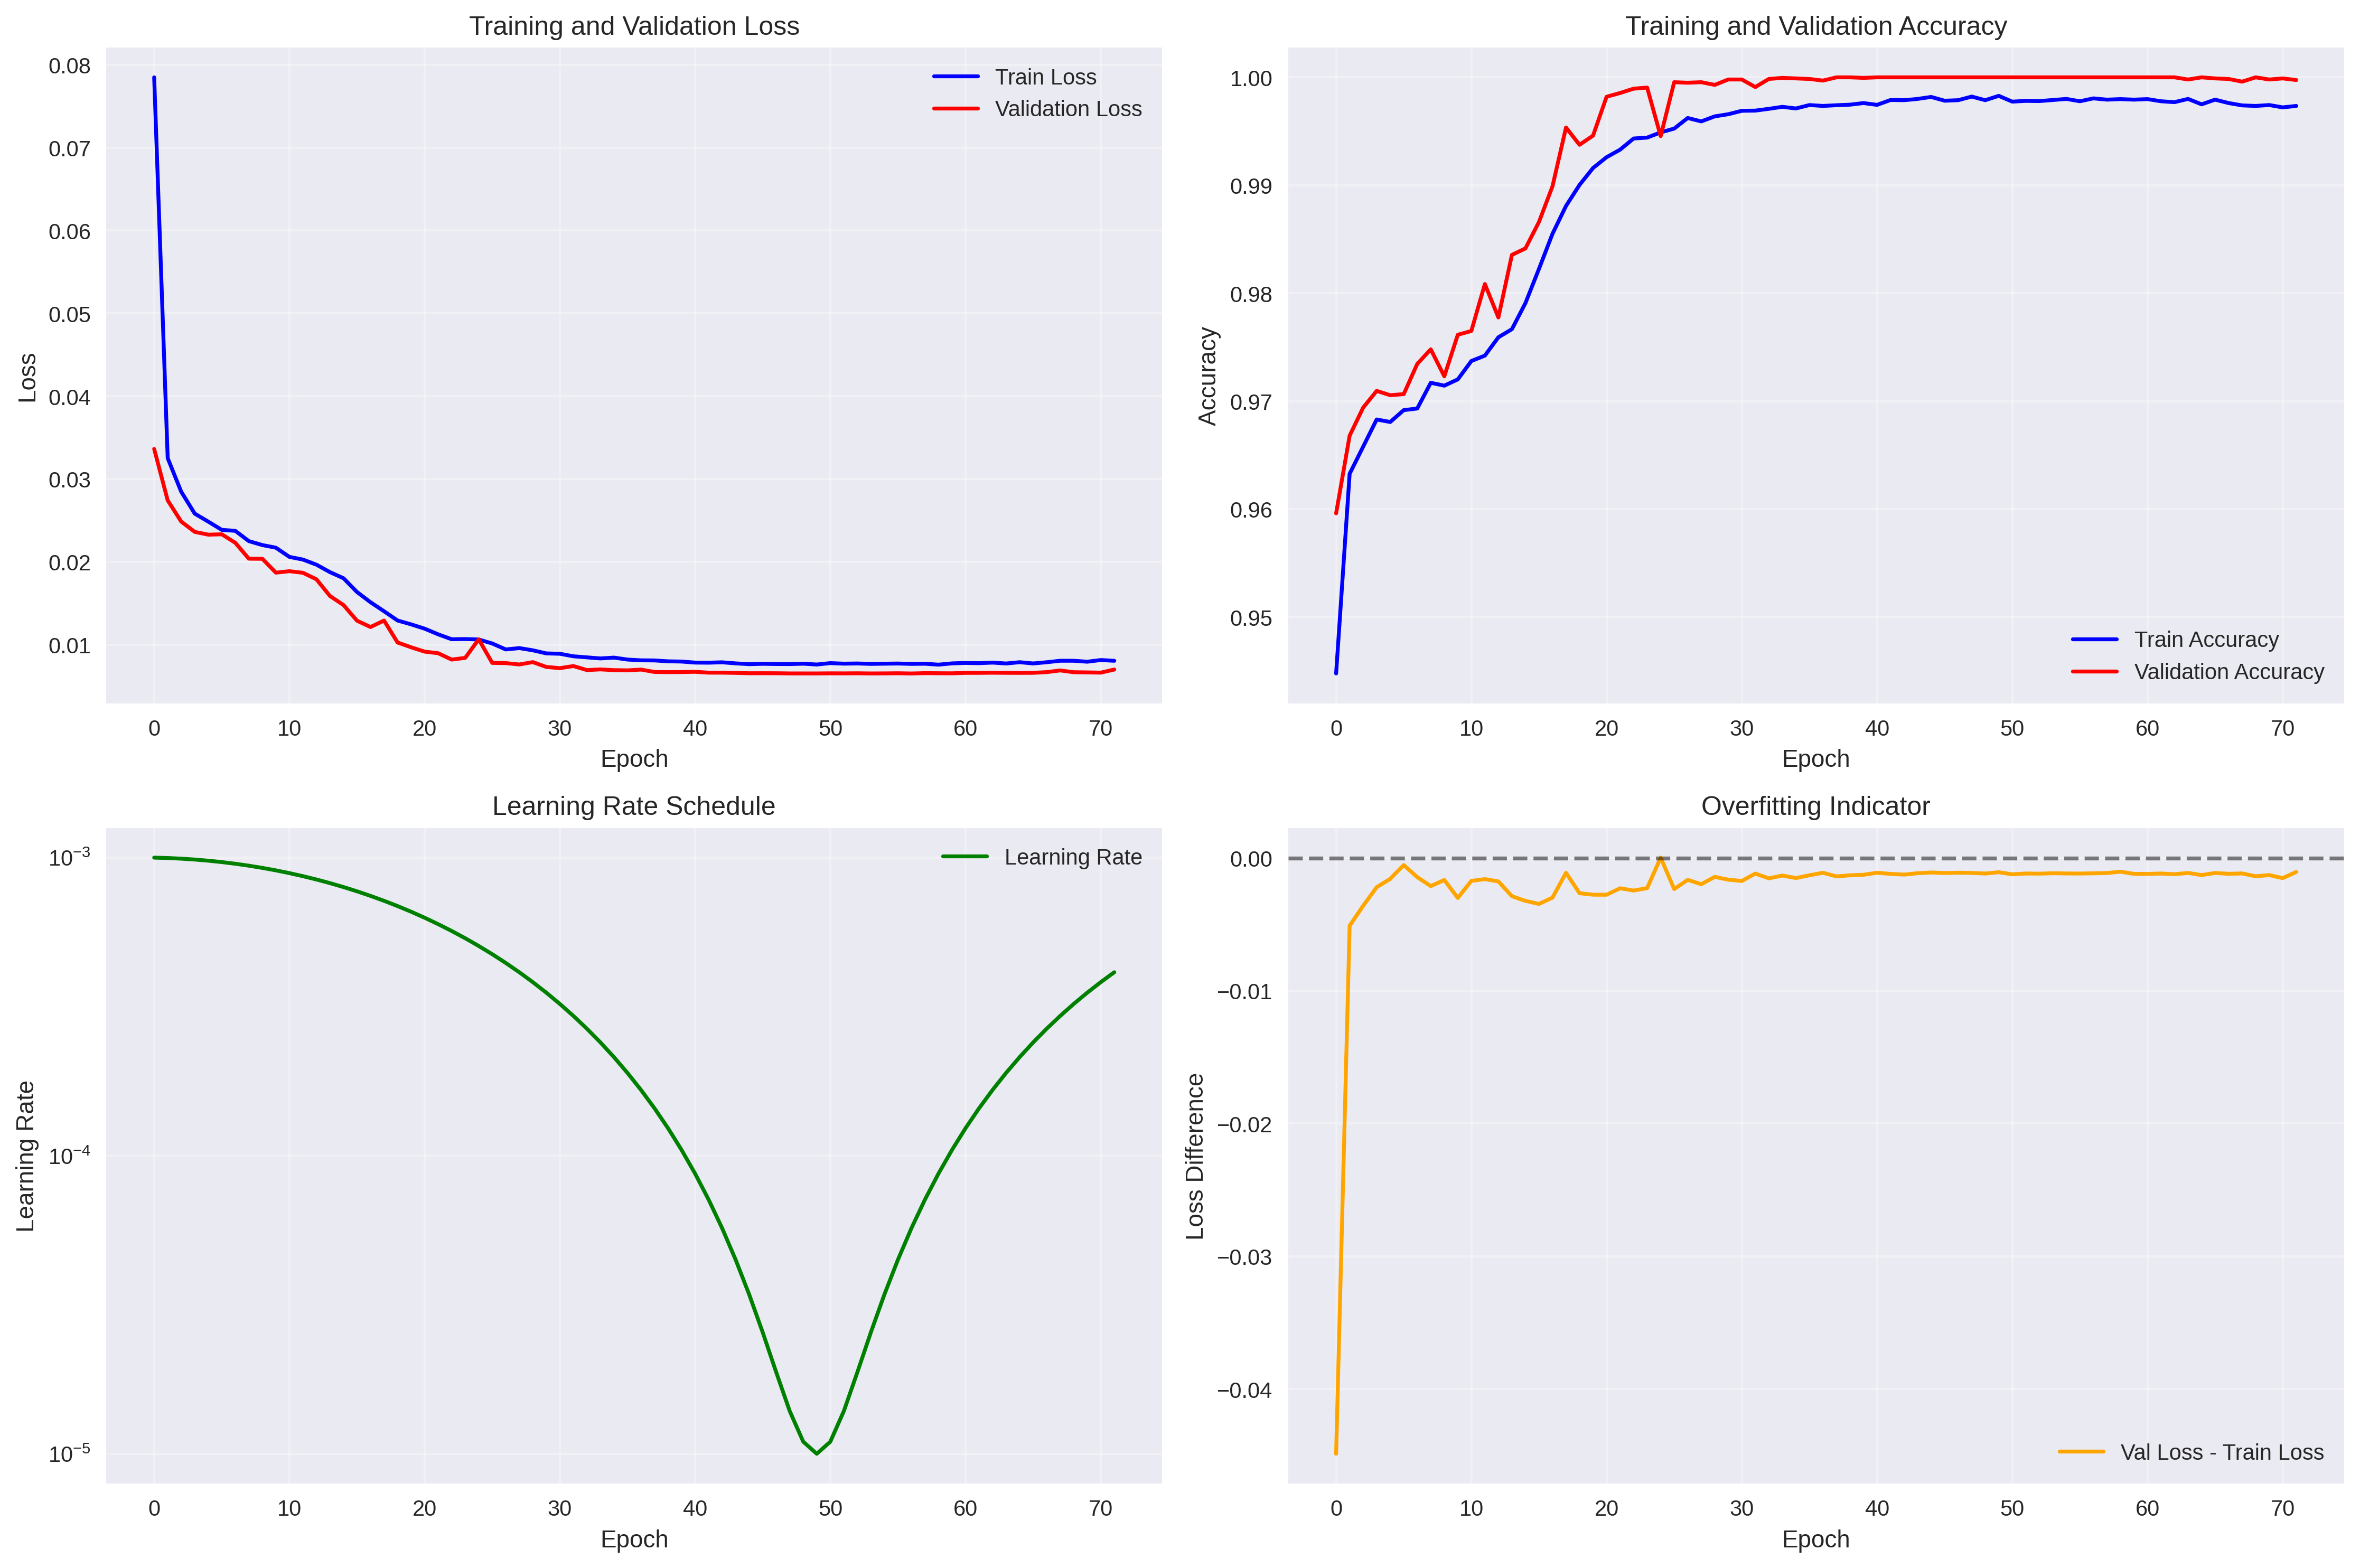 Training and Validation Loss
0.08
0.07
0.06
0.05
0.04
0.03
0.02
0.01
Loss
Train Loss
Validation Loss
0 10 20 30 40 50 60 70
Epoch
Training and Validation Accuracy
1.00
0.99
0.98
0.97
0.96
0.95
Accuracy
Train Accuracy
Validation Accuracy
0 10 20 30 40 50 60 70
Epoch
Learning Rate Schedule
10⁻³
10⁻⁴
10⁻⁵
Learning Rate
Learning Rate
0 10 20 30 40 50 60 70
Epoch
Overfitting Indicator
0.00
−0.01
−0.02
−0.03
−0.04
Loss Difference
Val Loss - Train Loss
0 10 20 30 40 50 60 70
Epoch